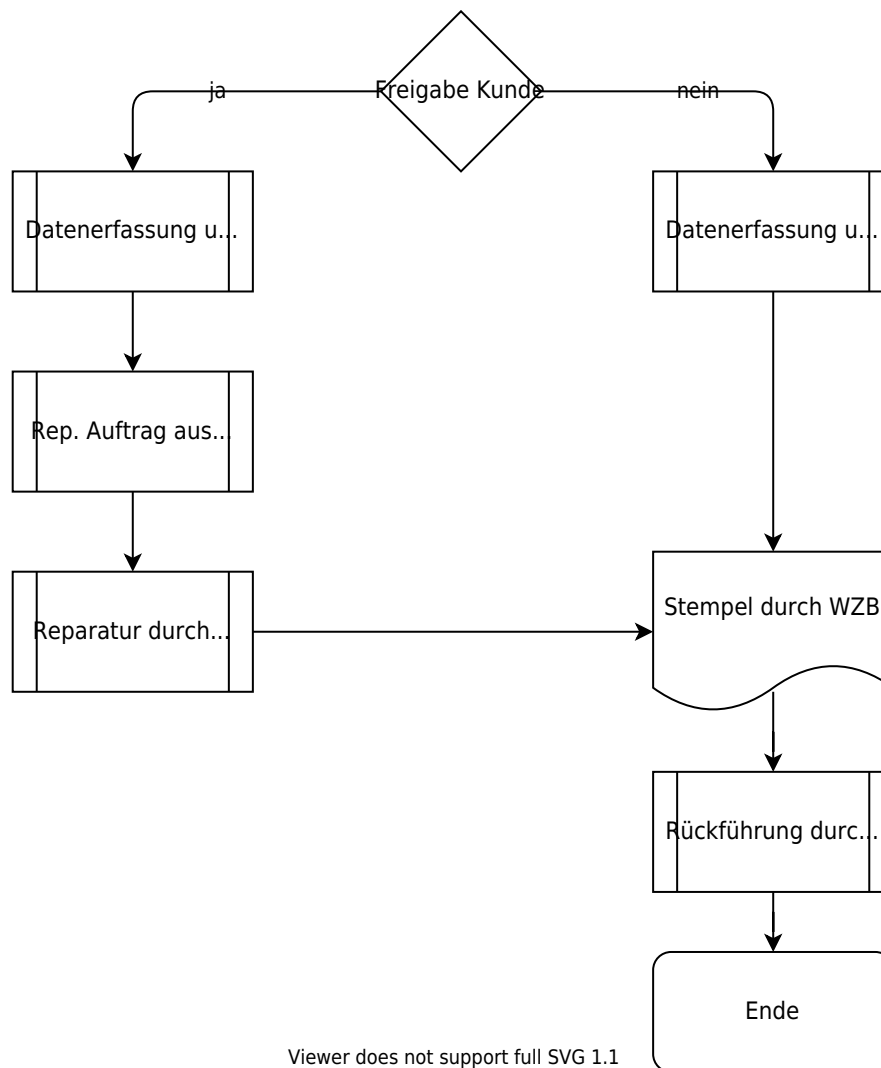 Freigabe Kunde
ja
nein
Datenerfassung u...
Datenerfassung u...
Rep. Auftrag aus...
Stempel durch WZB
Reparatur durch...
Rückführung durc...
Ende
Viewer does not support full SVG 1.1